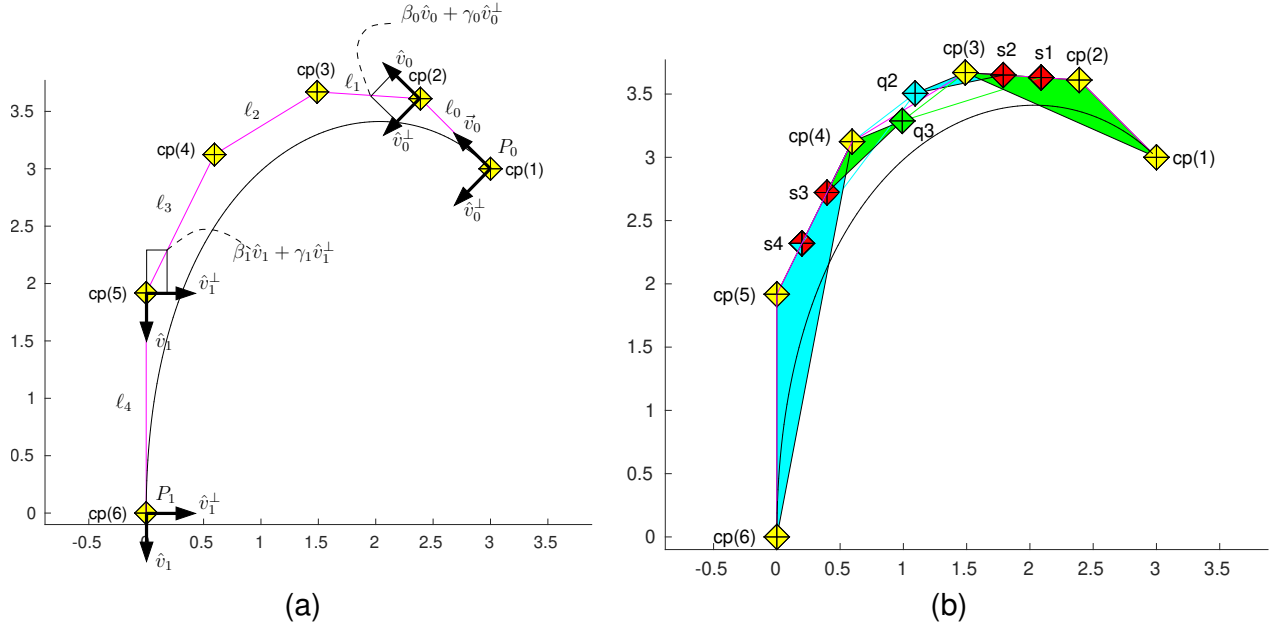 β₀v̂₀ + γ₀v̂₀⊥
cp(3)
v̂₀
cp(2)
ℓ₁
3.5
ℓ₂
ℓ₀
v⃗₀
v̂₀⊥
P₀
cp(4)
3
cp(1)
v̂₀⊥
2.5
ℓ₃
β₁v̂₁ + γ₁v̂₁⊥
2
cp(5)
v̂₁⊥
1.5
v̂₁
1
ℓ₄
0.5
P₁
v̂₁⊥
0
cp(6)
-0.5 0 0.5 1 1.5 2 2.5 3 3.5
v̂₁
(a)
cp(3) s2 s1 cp(2)
q2
3.5
cp(4)
q3
3
cp(1)
s3
2.5
s4
2
cp(5)
1.5
1
0.5
0
cp(6)
-0.5 0 0.5 1 1.5 2 2.5 3 3.5
(b)